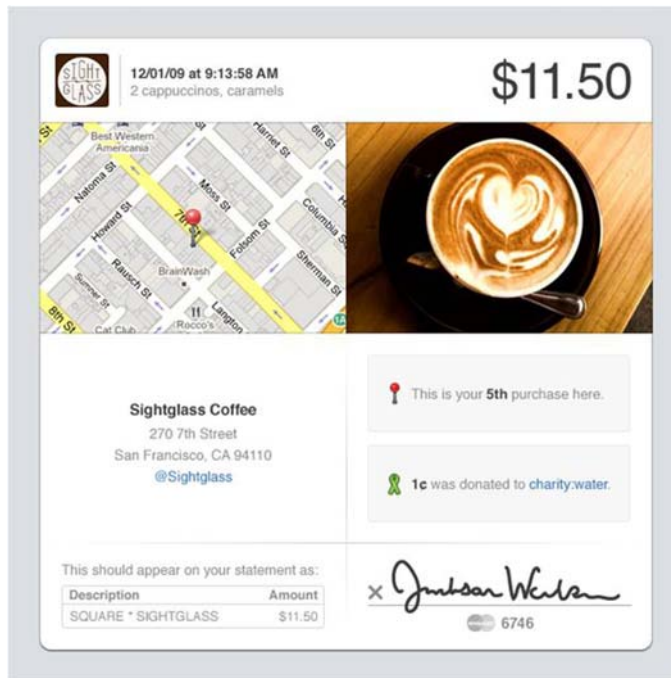 SIGHT
GLASS
12/01/09 at 9:13:58 AM
2 cappuccinos, caramels
$11.50
Best Western
Americania
Natoma St
Howard St
Rausch St
Sumner St
8th St
7th St
Moss St
Harriet St
6th St
Columbia St
Folsom St
Sherman St
Langton
BrainWash
Rocco's
Cat Club
Sightglass Coffee
270 7th Street
San Francisco, CA 94110
@Sightglass
This is your 5th purchase here.
1¢ was donated to charity:water.
This should appear on your statement as:
Description Amount
SQUARE * SIGHTGLASS $11.50
×
6746